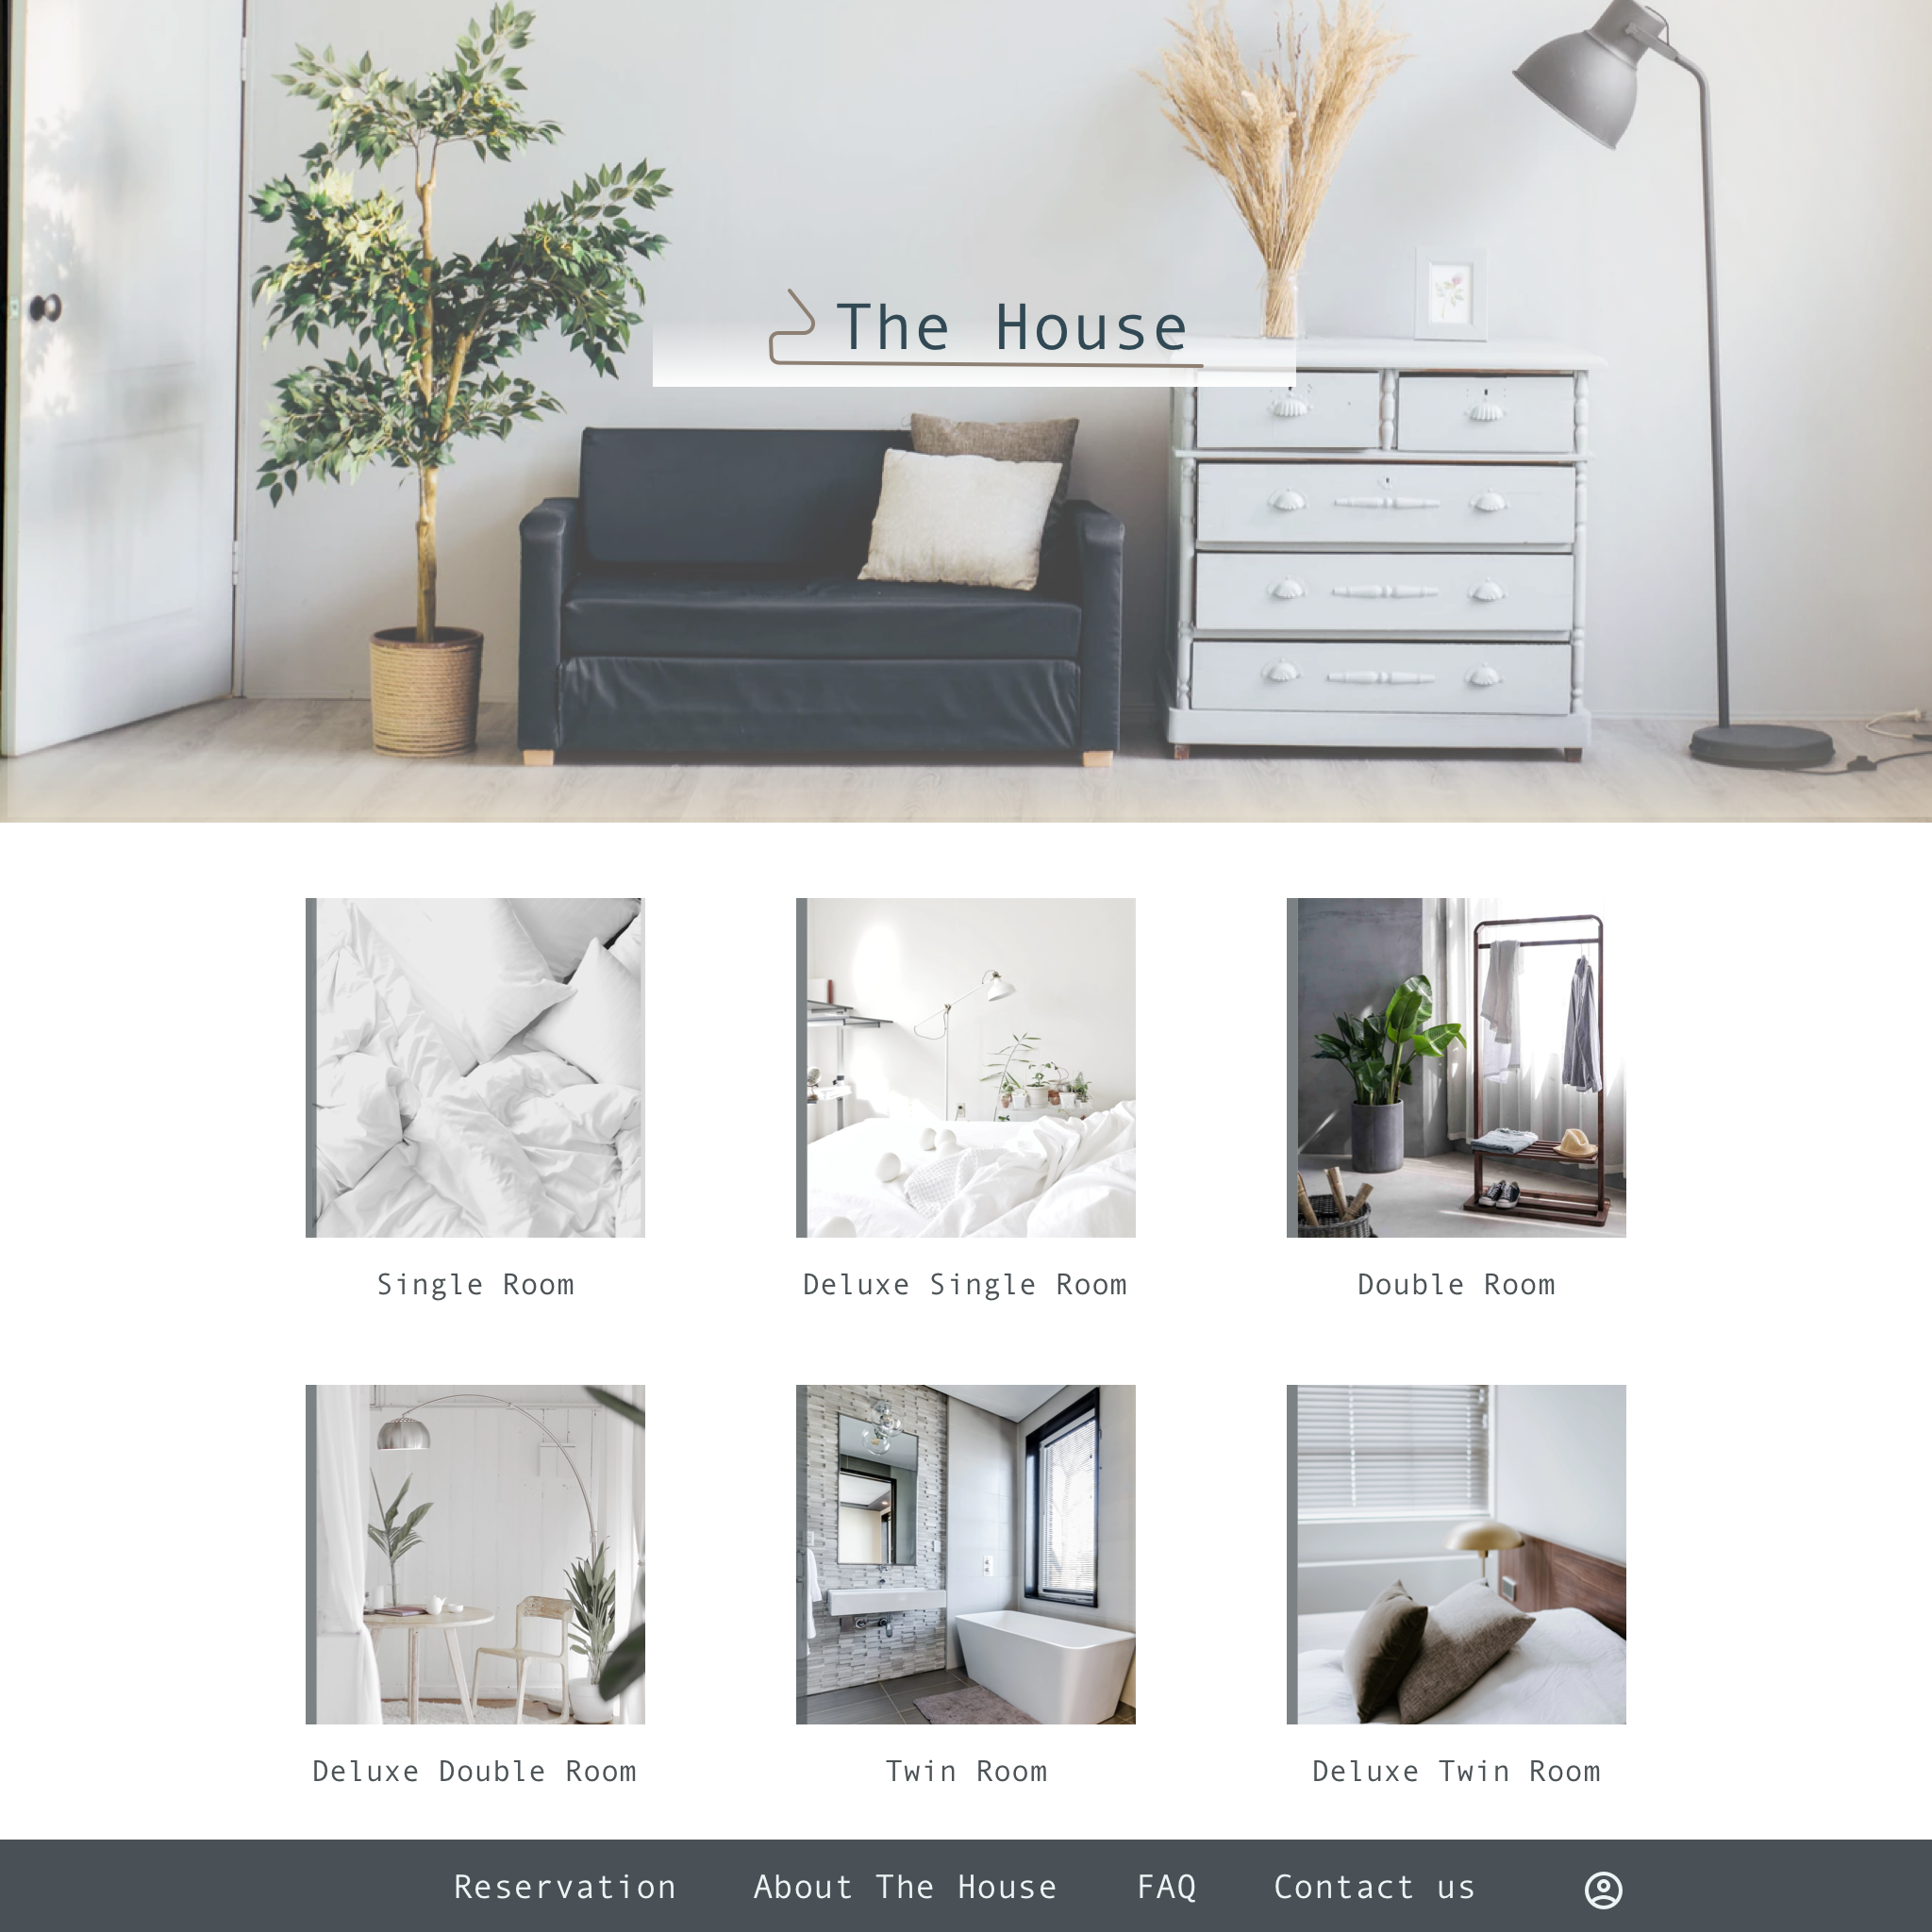 The House
Single Room
Deluxe Single Room
Double Room
Deluxe Double Room
Twin Room
Deluxe Twin Room
Reservation
About The House
FAQ
Contact us